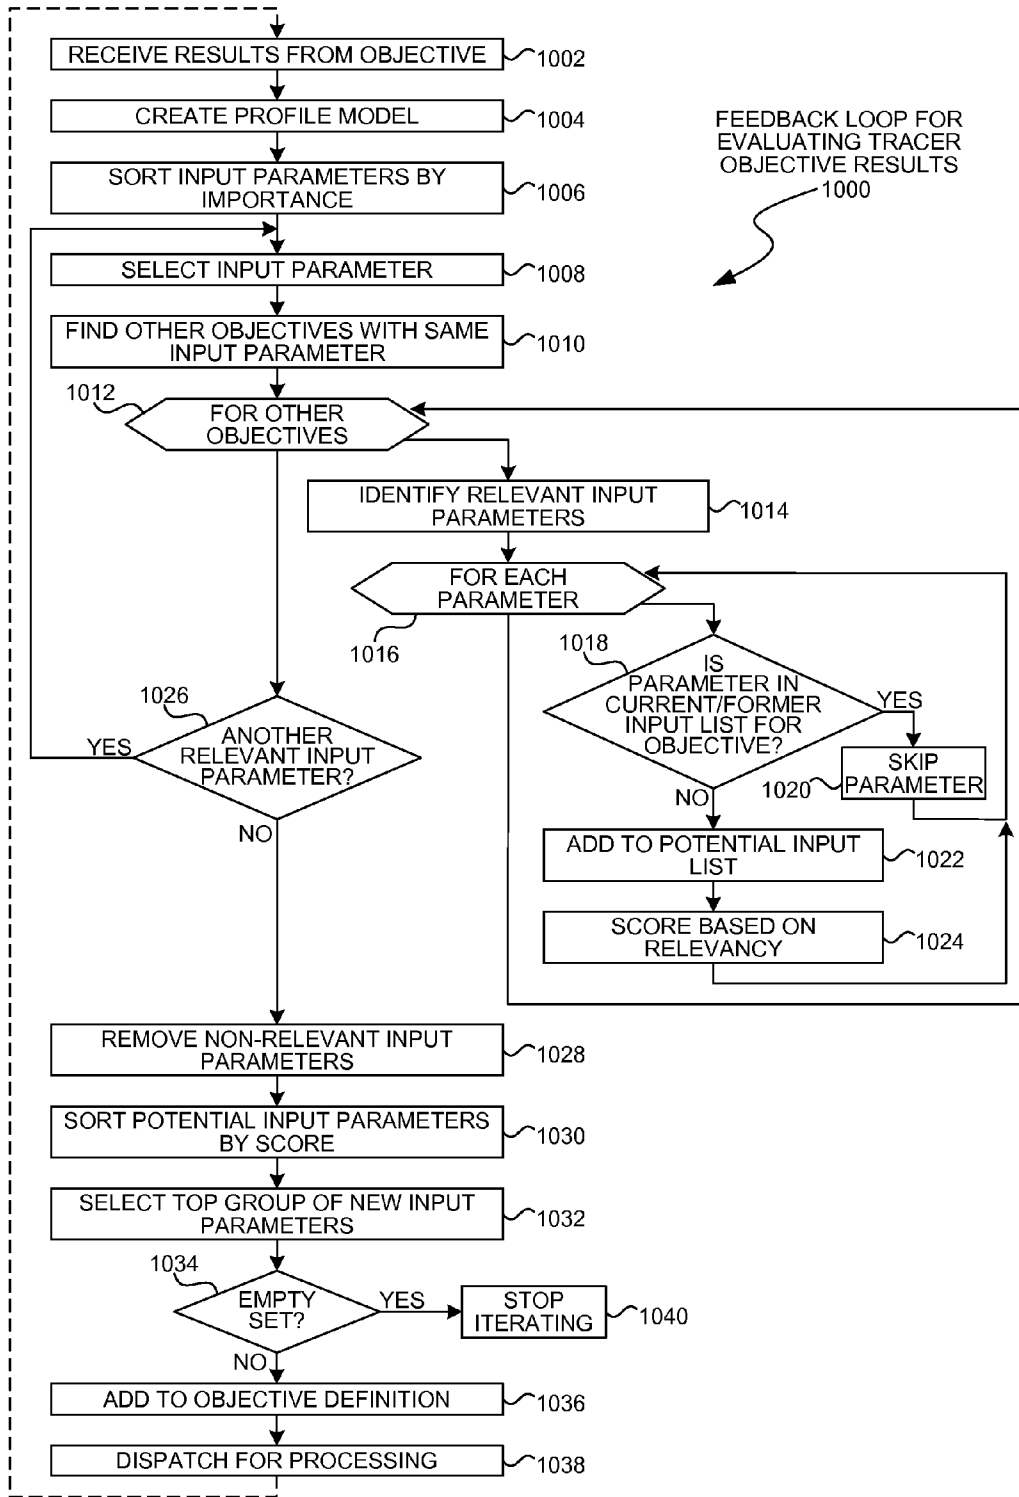 RECEIVE RESULTS FROM OBJECTIVE
1002
CREATE PROFILE MODEL
1004
FEEDBACK LOOP FOR
EVALUATING TRACER
OBJECTIVE RESULTS
1000
SORT INPUT PARAMETERS BY
IMPORTANCE
1006
SELECT INPUT PARAMETER
1008
FIND OTHER OBJECTIVES WITH SAME
INPUT PARAMETER
1010
1012
FOR OTHER
OBJECTIVES
IDENTIFY RELEVANT INPUT
PARAMETERS
1014
FOR EACH
PARAMETER
1016
1018
IS
PARAMETER IN
CURRENT/FORMER
INPUT LIST FOR
OBJECTIVE?
YES
NO
SKIP
PARAMETER
1020
ADD TO POTENTIAL INPUT
LIST
1022
SCORE BASED ON
RELEVANCY
1024
1026
ANOTHER
RELEVANT INPUT
PARAMETER?
YES
NO
REMOVE NON-RELEVANT INPUT
PARAMETERS
1028
SORT POTENTIAL INPUT PARAMETERS
BY SCORE
1030
SELECT TOP GROUP OF NEW INPUT
PARAMETERS
1032
1034
EMPTY
SET?
YES
STOP
ITERATING
1040
NO
ADD TO OBJECTIVE DEFINITION
1036
DISPATCH FOR PROCESSING
1038